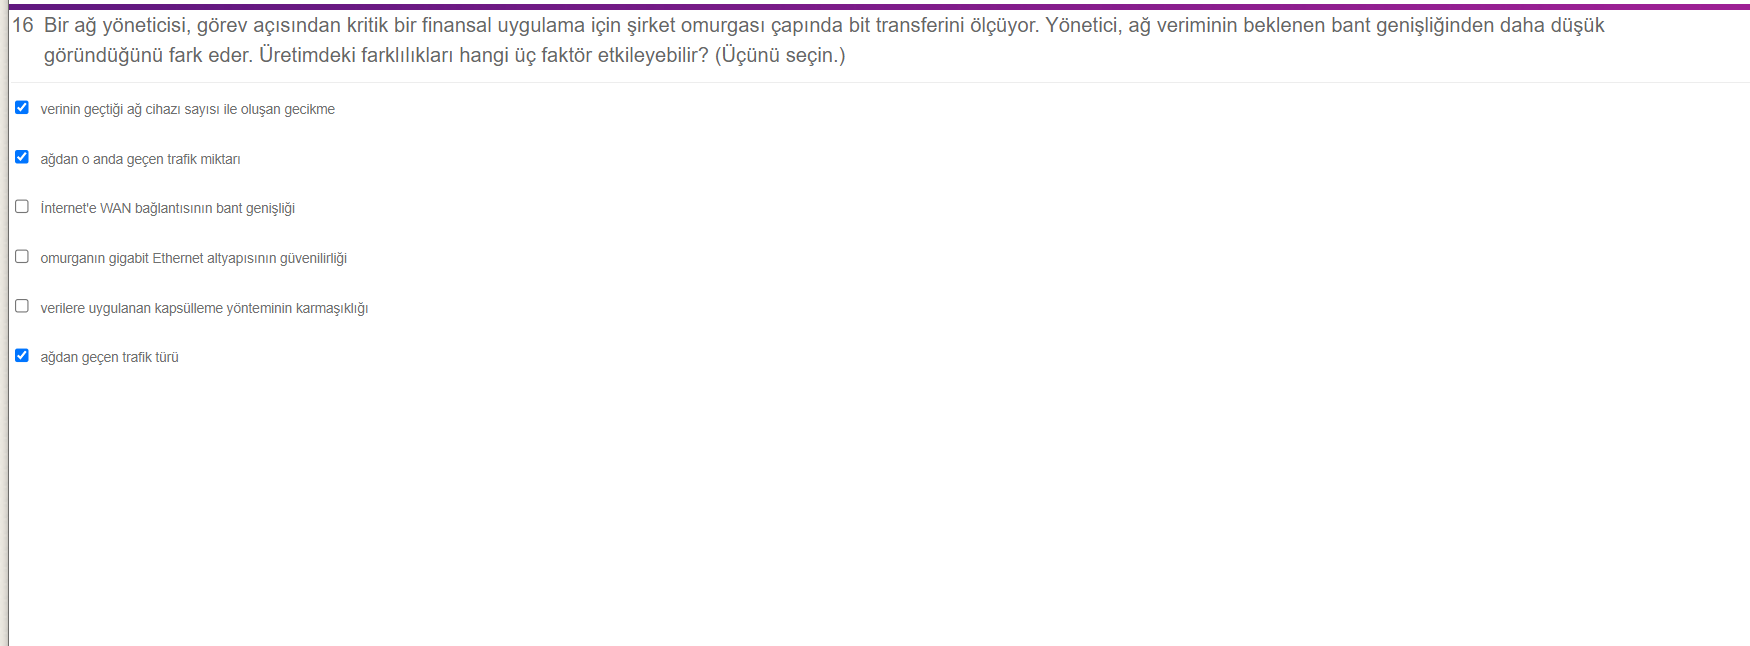 16 Bir ağ yöneticisi, görev açısından kritik bir finansal uygulama için şirket omurgası çapında bit transferini ölçüyor. Yönetici, ağ veriminin beklenen bant genişliğinden daha düşük
göründüğünü fark eder. Üretimdeki farklılıkları hangi üç faktör etkileyebilir? (Üçünü seçin.)
verinin geçtiği ağ cihazı sayısı ile oluşan gecikme
ağdan o anda geçen trafik miktarı
İnternet'e WAN bağlantısının bant genişliği
omurganın gigabit Ethernet altyapısının güvenilirliği
verilere uygulanan kapsülleme yönteminin karmaşıklığı
ağdan geçen trafik türü